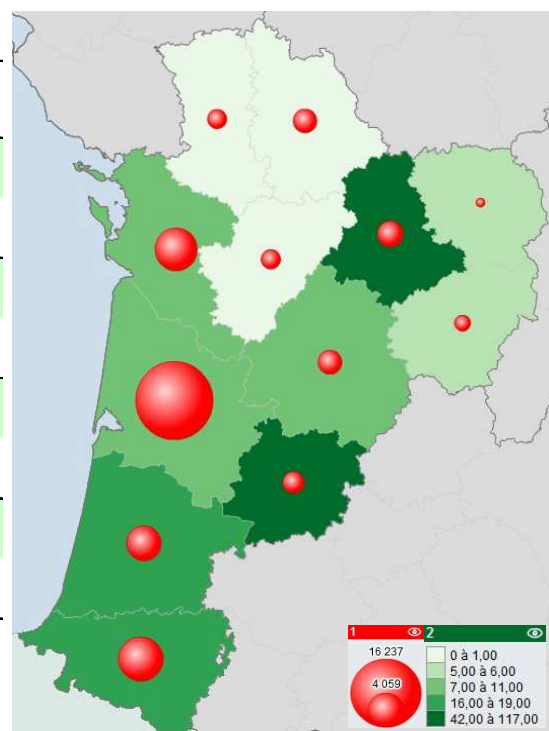 1 2
16 237
4 059
0 à 1,00
5,00 à 6,00
7,00 à 11,00
16,00 à 19,00
42,00 à 117,00